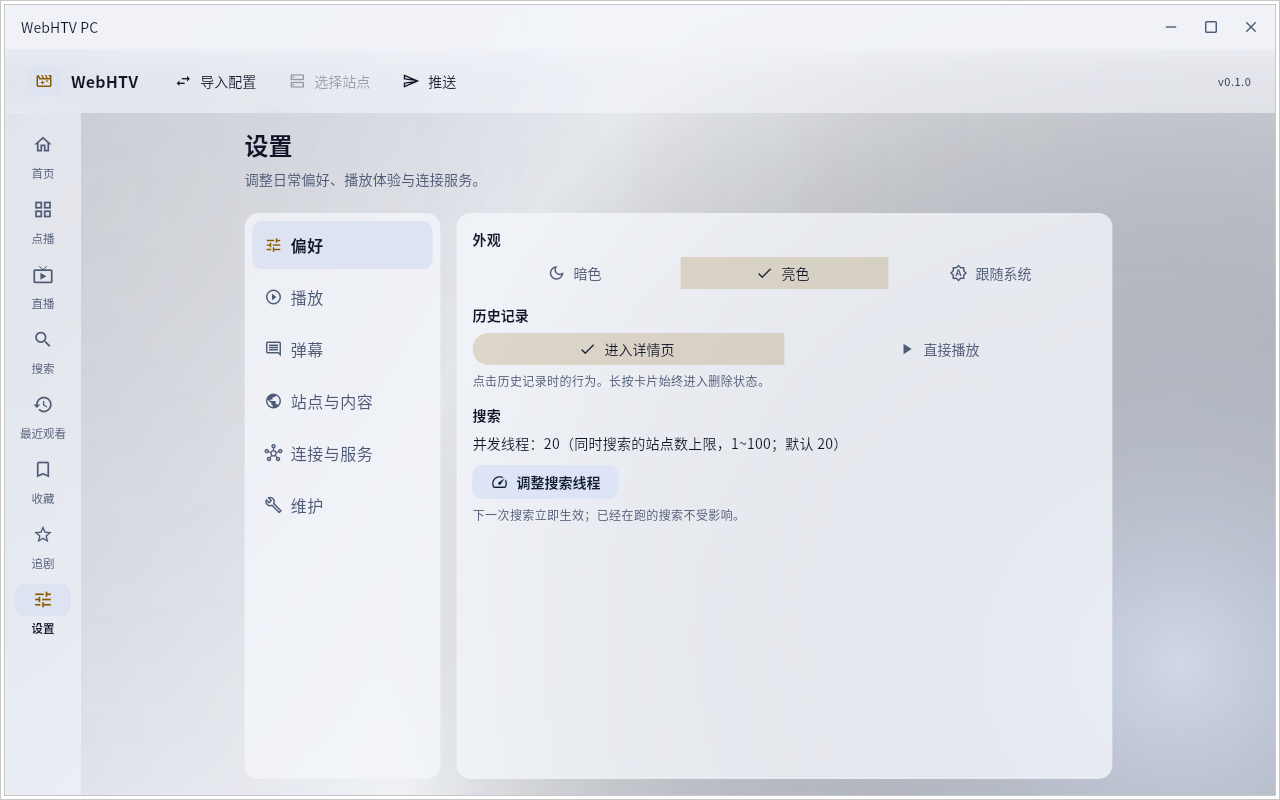 WebHTV PC
WebHTV
导入配置
选择站点
推送
v0.1.0
首页
点播
直播
搜索
最近观看
收藏
追剧
设置
设置
调整日常偏好、播放体验与连接服务。
偏好
播放
弹幕
站点与内容
连接与服务
维护
外观
暗色
亮色
跟随系统
历史记录
进入详情页
直接播放
点击历史记录时的行为。长按卡片始终进入删除状态。
搜索
并发线程：20（同时搜索的站点数上限，1~100；默认 20）
调整搜索线程
下一次搜索立即生效；已经在跑的搜索不受影响。